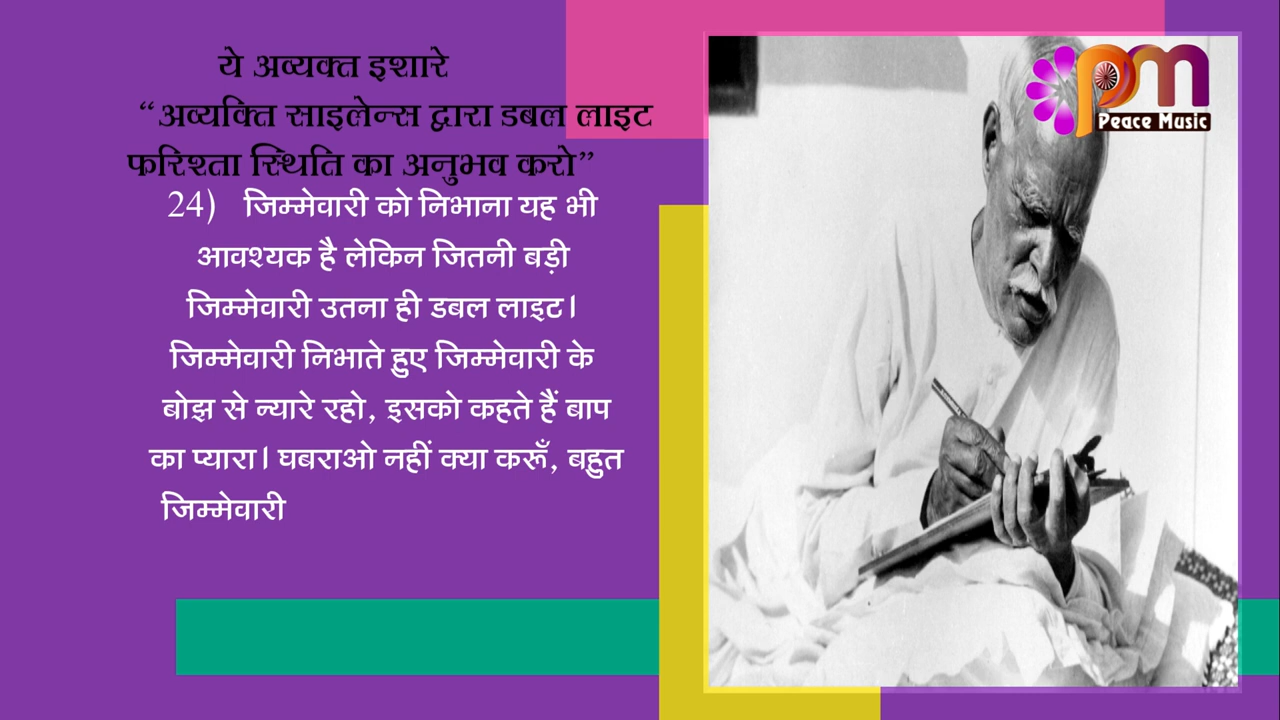 ये अव्यक्त इशारे
“अव्यक्ति साइलेन्स द्वारा डबल लाइट
फरिश्ता स्थिति का अनुभव करो”
24) जिम्मेवारी को निभाना यह भी
आवश्यक है लेकिन जितनी बड़ी
जिम्मेवारी उतना ही डबल लाइट।
जिम्मेवारी निभाते हुए जिम्मेवारी के
बोझ से न्यारे रहो, इसको कहते हैं बाप
का प्यारा। घबराओ नहीं क्या करूँ, बहुत
जिम्मेवारी
pm
Peace Music